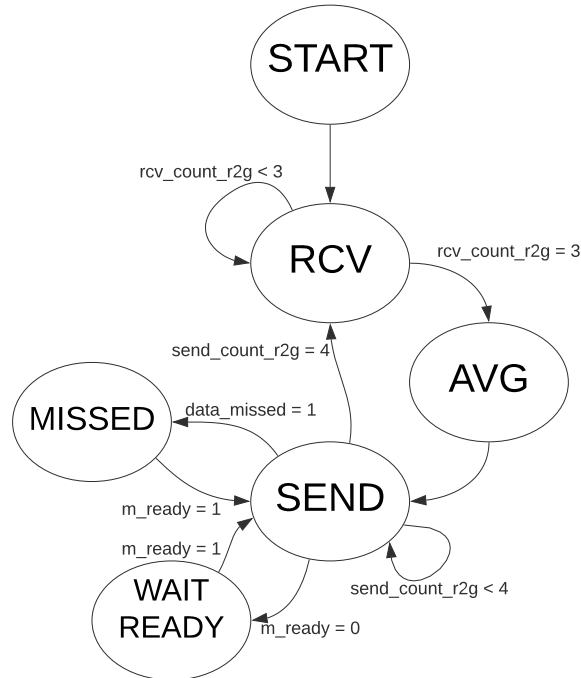 START
rcv_count_r2g < 3
RCV
rcv_count_r2g = 3
send_count_r2g = 4
AVG
MISSED
data_missed = 1
SEND
m_ready = 1
m_ready = 1
WAIT
READY
send_count_r2g < 4
m_ready = 0